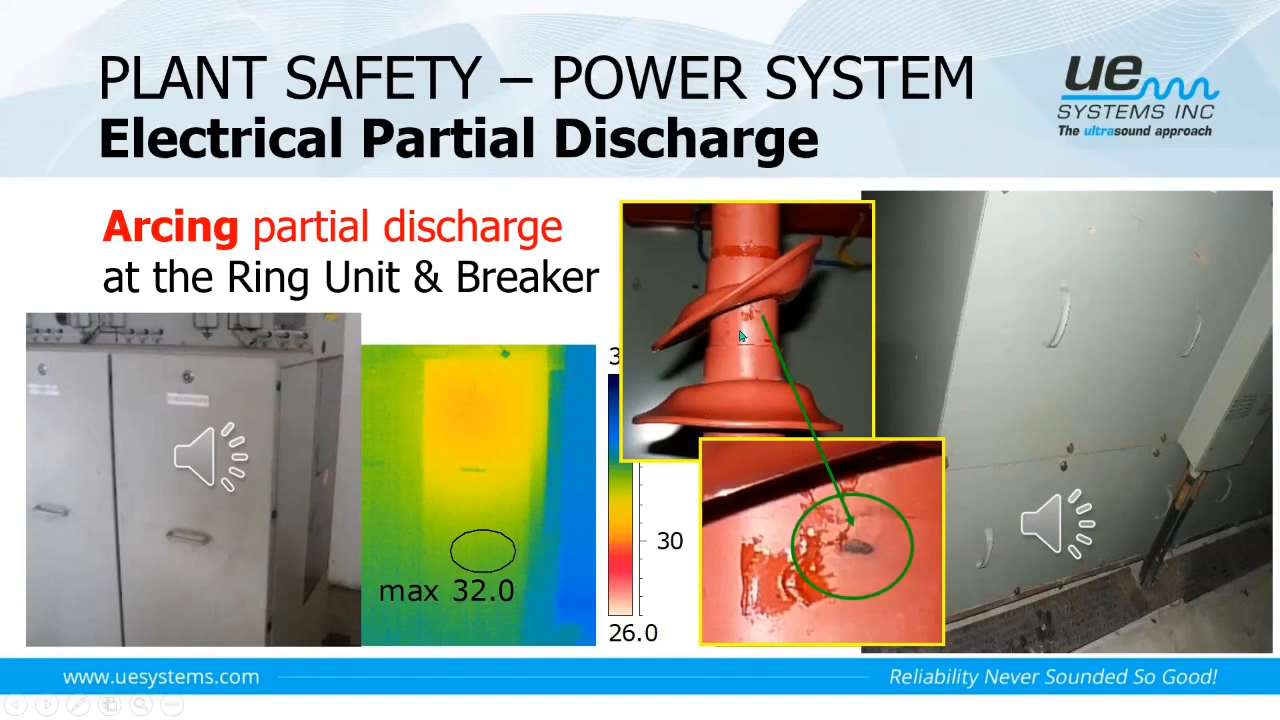 PLANT SAFETY – POWER SYSTEM
Electrical Partial Discharge
ue
SYSTEMS INC
The ultrasound approach
Arcing partial discharge
at the Ring Unit & Breaker
max 32.0
3
30
26.0
www.uesystems.com
Reliability Never Sounded So Good!